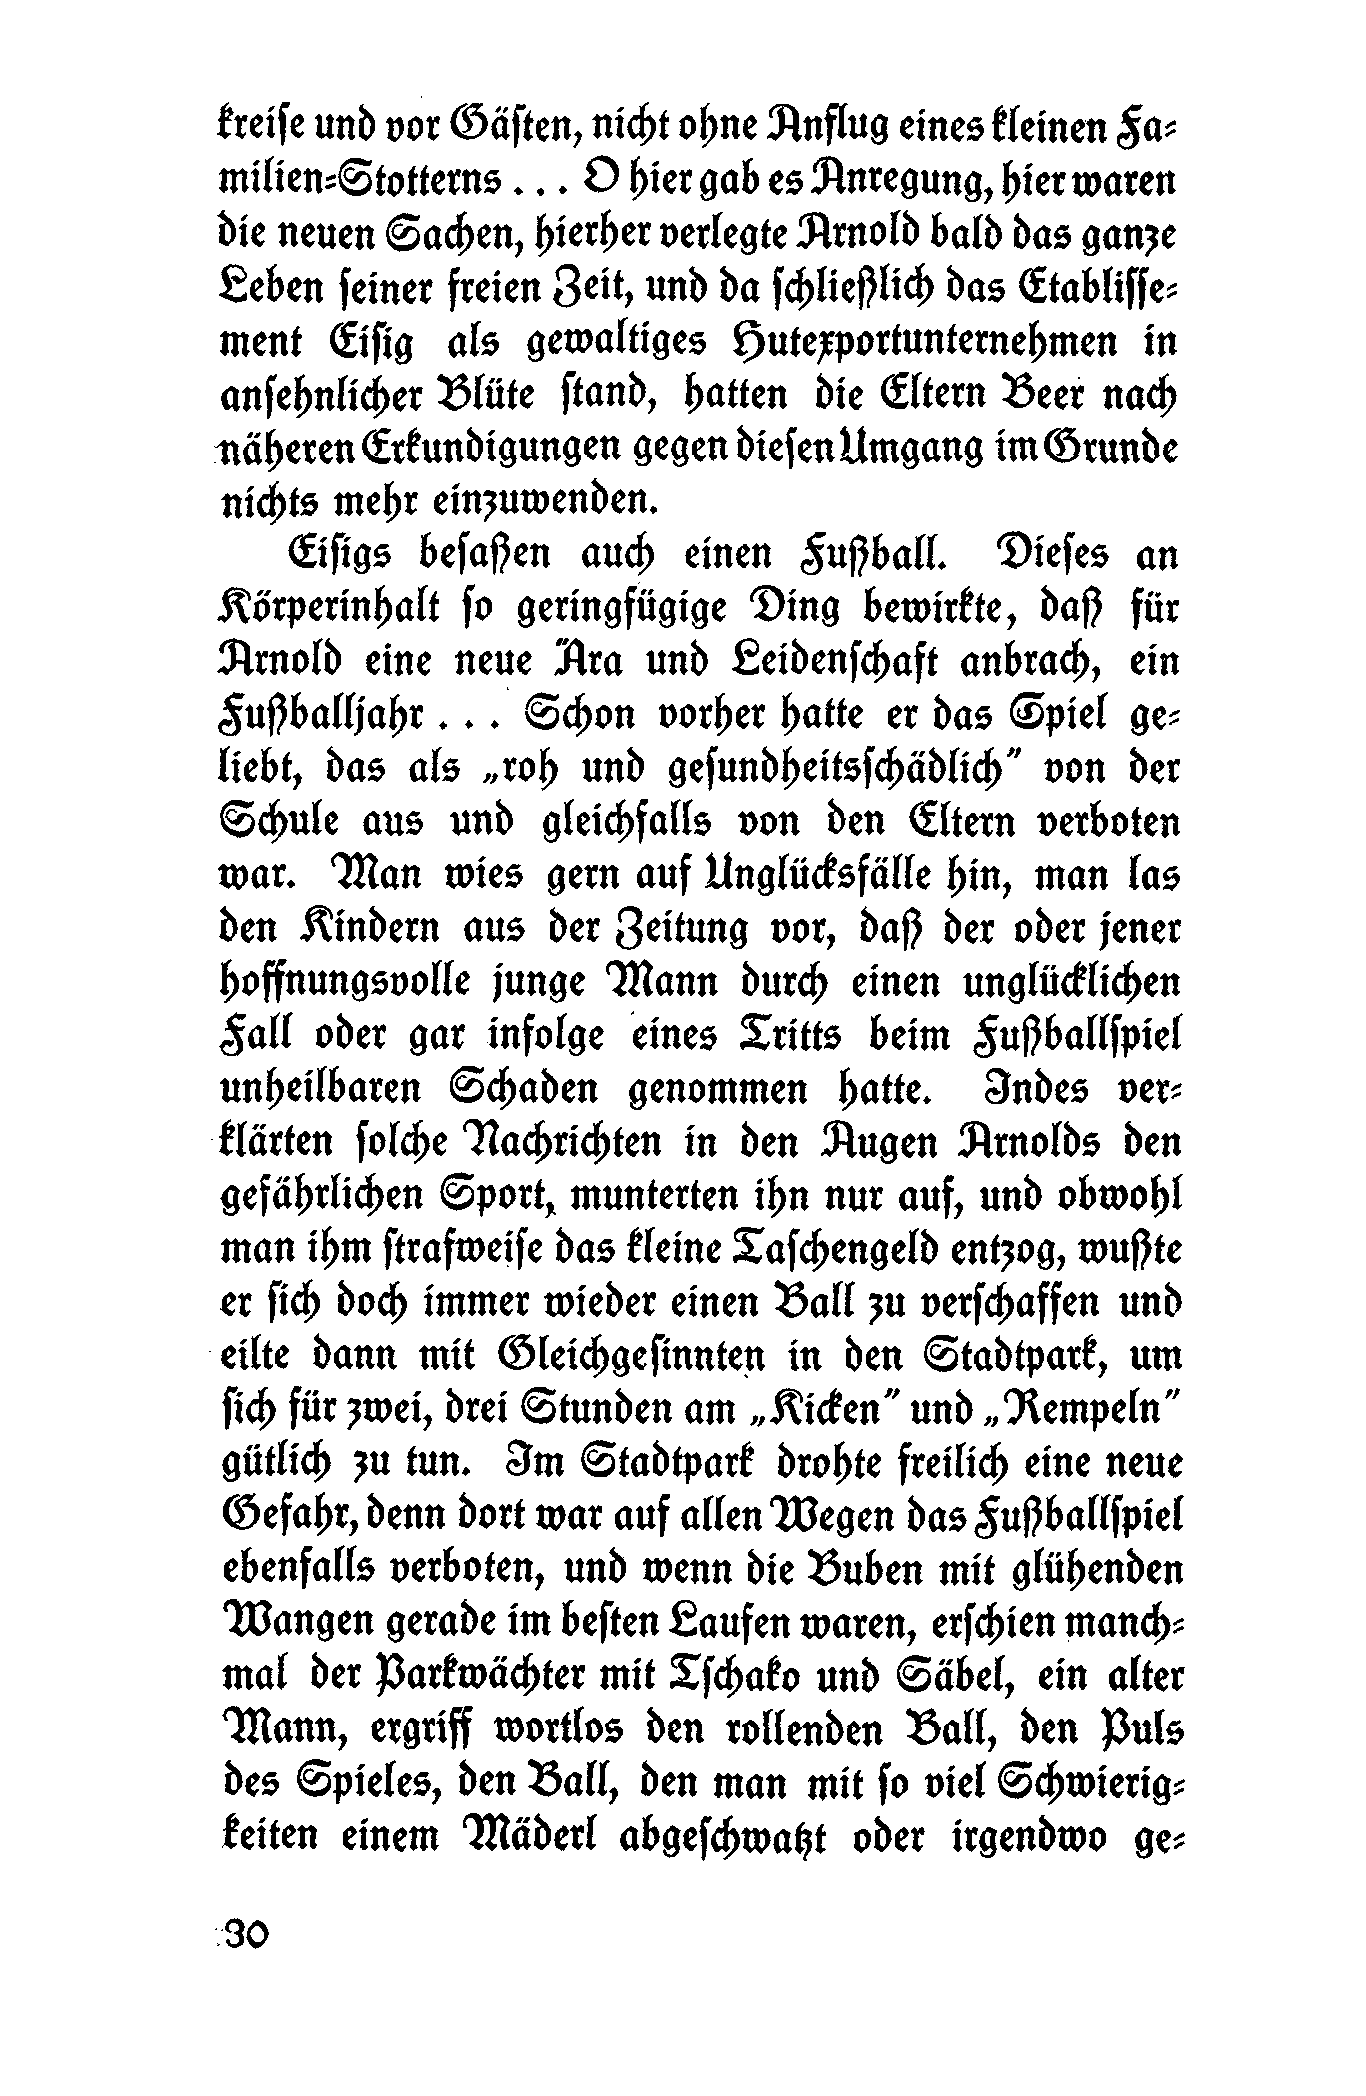 kreise und vor Gästen, nicht ohne Anflug eines kleinen Fa-
milien-Stotterns ... O hier gab es Anregung, hier waren
die neuen Sachen, hierher verlegte Arnold bald das ganze
Leben seiner freien Zeit, und da schließlich das Etablisse-
ment Eisig als gewaltiges Hutexportunternehmen in
ansehnlicher Blüte stand, hatten die Eltern Beer nach
näheren Erkundigungen gegen diesen Umgang im Grunde
nichts mehr einzuwenden.
Eisigs besaßen auch einen Fußball. Dieses an
Körperinhalt so geringfügige Ding bewirkte, daß für
Arnold eine neue Ära und Leidenschaft anbrach, ein
Fußballjahr ... Schon vorher hatte er das Spiel ge-
liebt, das als „roh und gesundheitsschädlich" von der
Schule aus und gleichfalls von den Eltern verboten
war. Man wies gern auf Unglücksfälle hin, man las
den Kindern aus der Zeitung vor, daß der oder jener
hoffnungsvolle junge Mann durch einen unglücklichen
Fall oder gar infolge eines Tritts beim Fußballspiel
unheilbaren Schaden genommen hatte. Indes ver-
klärten solche Nachrichten in den Augen Arnolds den
gefährlichen Sport, munterten ihn nur auf, und obwohl
man ihm strafweise das kleine Taschengeld entzog, wußte
er sich doch immer wieder einen Ball zu verschaffen und
eilte dann mit Gleichgesinnten in den Stadtpark, um
sich für zwei, drei Stunden am „Kicken" und „Rempeln"
gütlich zu tun. Im Stadtpark drohte freilich eine neue
Gefahr, denn dort war auf allen Wegen das Fußballspiel
ebenfalls verboten, und wenn die Buben mit glühenden
Wangen gerade im besten Laufen waren, erschien manch-
mal der Parkwächter mit Tschako und Säbel, ein alter
Mann, ergriff wortlos den rollenden Ball, den Puls
des Spieles, den Ball, den man mit so viel Schwierig-
keiten einem Mäderl abgeschwatzt oder irgendwo ge-
30